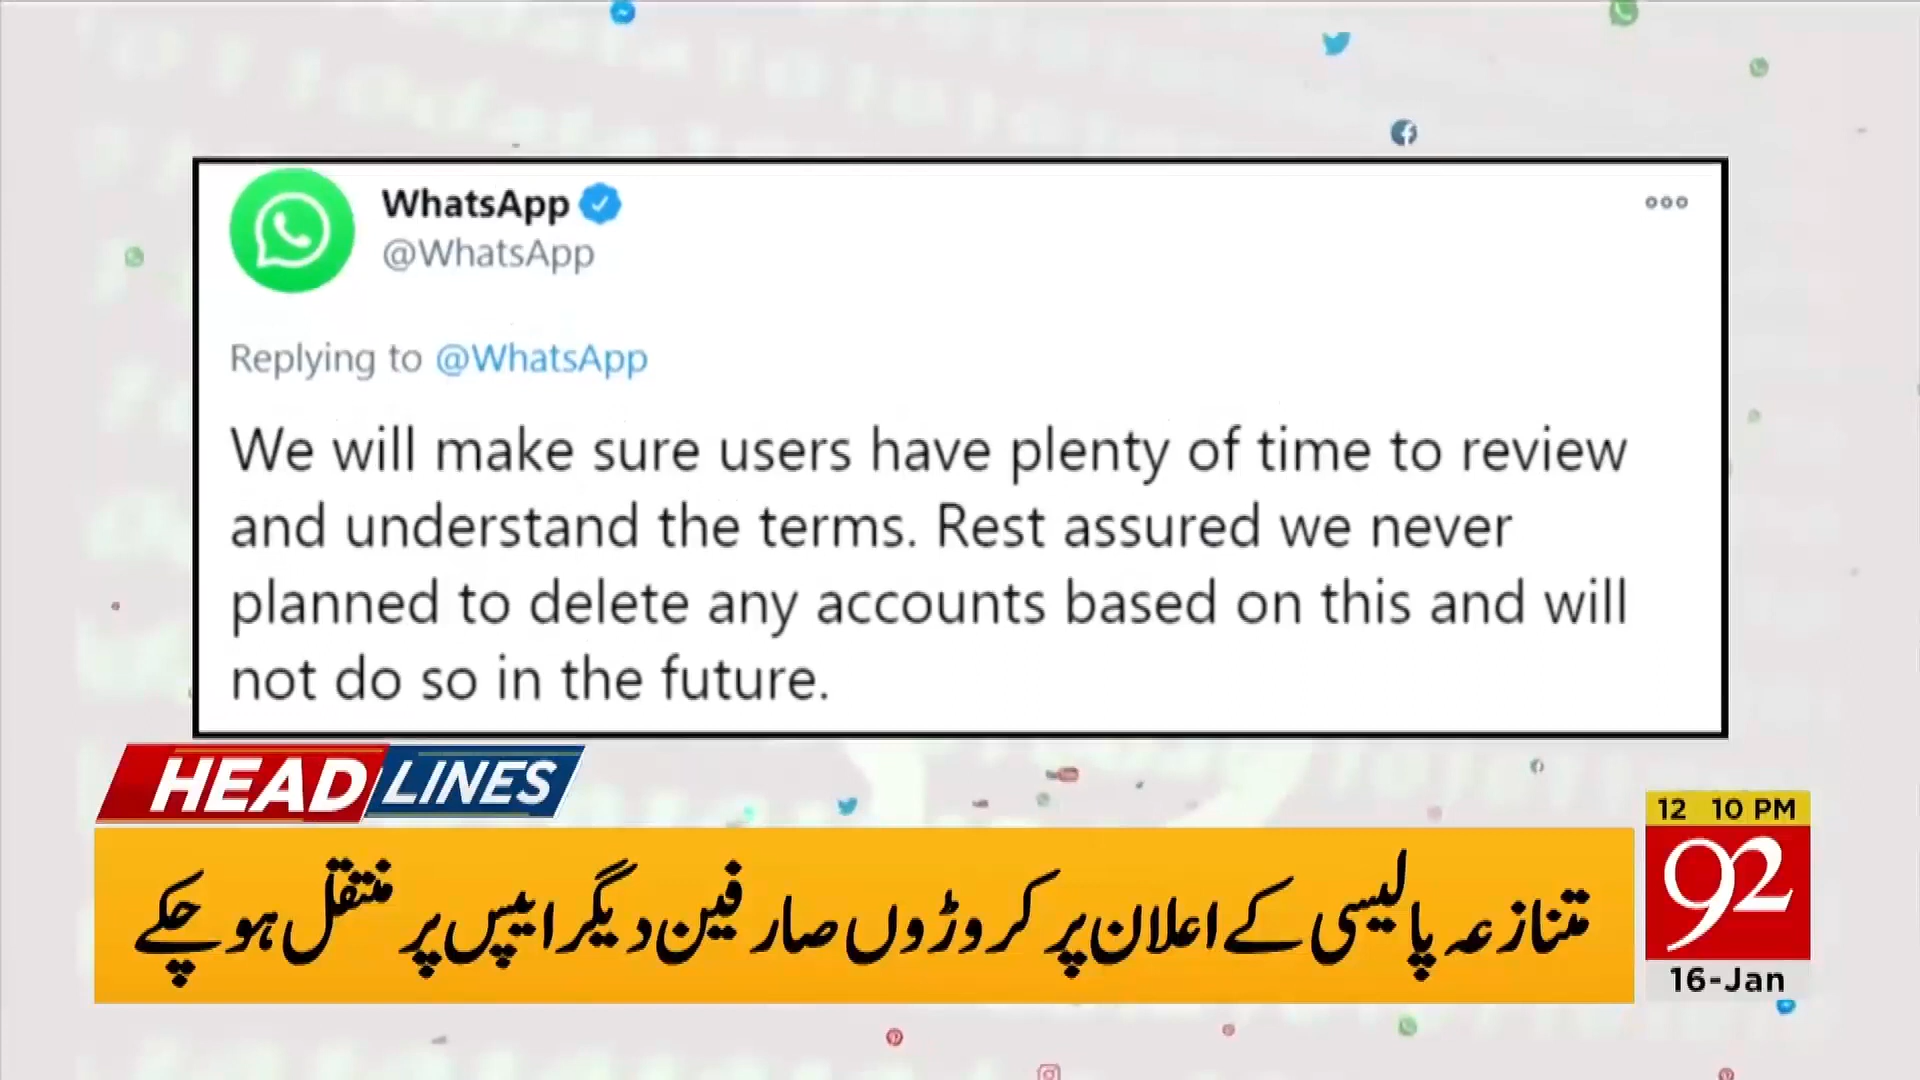 WhatsApp
@WhatsApp
Replying to @WhatsApp
We will make sure users have plenty of time to review
and understand the terms. Rest assured we never
planned to delete any accounts based on this and will
not do so in the future.
HEADLINES
متنازعہ پالیسی کے اعلان پر کروڑوں صارفین دیگر ایپس پر منتقل ہو چکے
12 10 PM
92
16-Jan